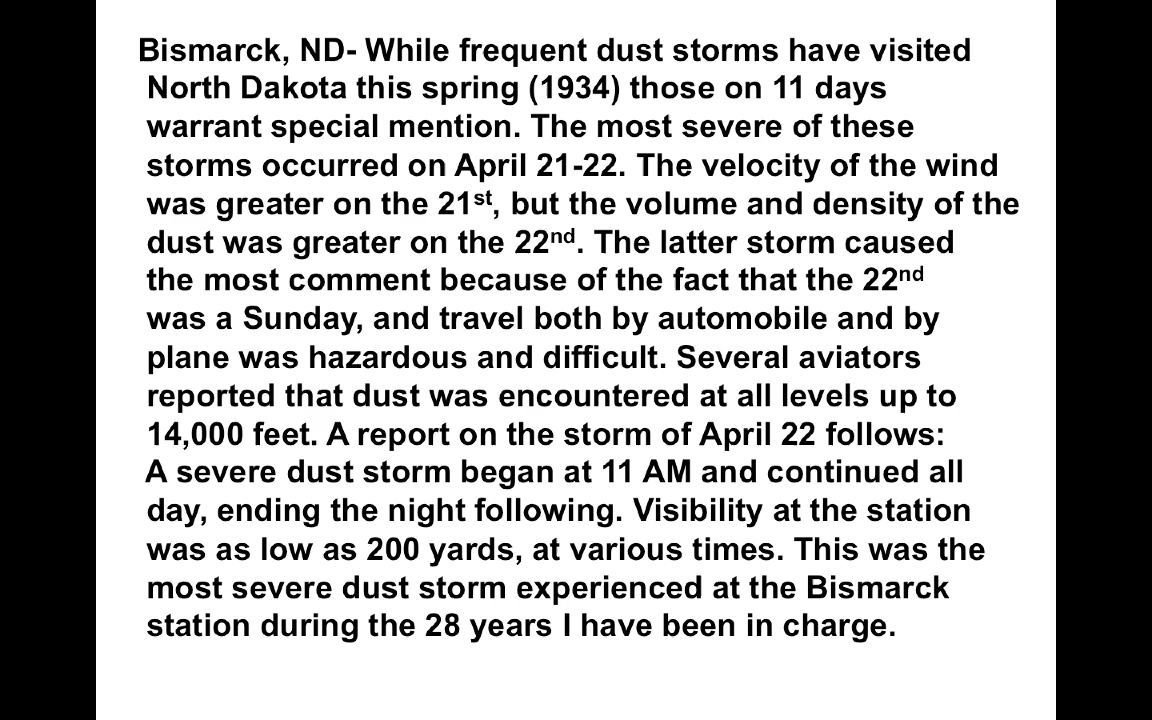 Bismarck, ND- While frequent dust storms have visited
North Dakota this spring (1934) those on 11 days
warrant special mention. The most severe of these
storms occurred on April 21-22. The velocity of the wind
was greater on the 21st, but the volume and density of the
dust was greater on the 22nd. The latter storm caused
the most comment because of the fact that the 22nd
was a Sunday, and travel both by automobile and by
plane was hazardous and difficult. Several aviators
reported that dust was encountered at all levels up to
14,000 feet. A report on the storm of April 22 follows:
A severe dust storm began at 11 AM and continued all
day, ending the night following. Visibility at the station
was as low as 200 yards, at various times. This was the
most severe dust storm experienced at the Bismarck
station during the 28 years I have been in charge.